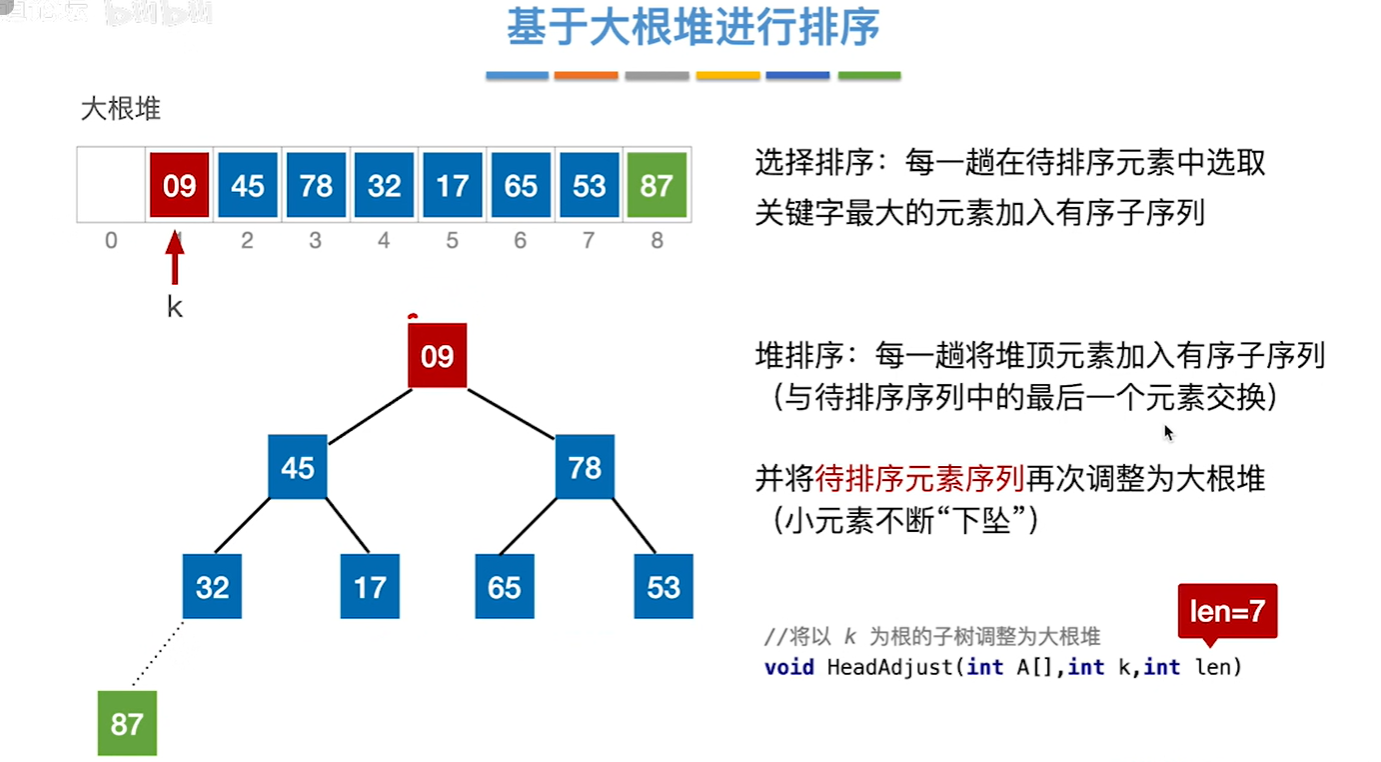 基于大根堆进行排序
大根堆
09 45 78 32 17 65 53 87
0 2 3 4 5 6 7 8
k
选择排序：每一趟在待排序元素中选取
关键字最大的元素加入有序子序列
09
45 78
32 17 65 53
87
堆排序：每一趟将堆顶元素加入有序子序列
（与待排序序列中的最后一个元素交换）
并将待排序元素序列再次调整为大根堆
（小元素不断“下坠”）
len=7
//将以 k 为根的子树调整为大根堆
void HeadAdjust(int A[],int k,int len)